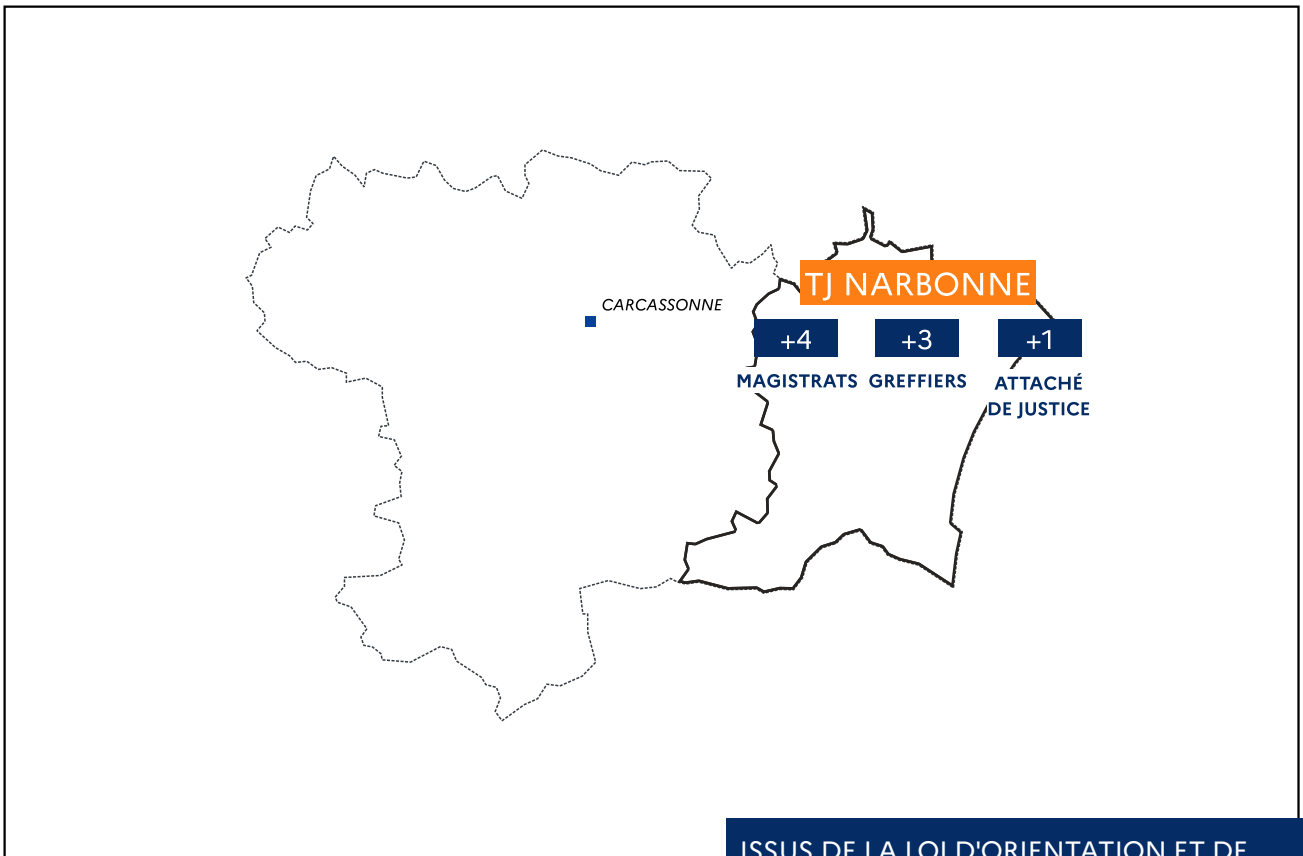 TJ NARBONNE
CARCASSONNE
+4
+3
+1
MAGISTRATS
GREFFIERS
ATTACHÉ
DE JUSTICE
ISSUS DE LA LOI D'ORIENTATION ET DE